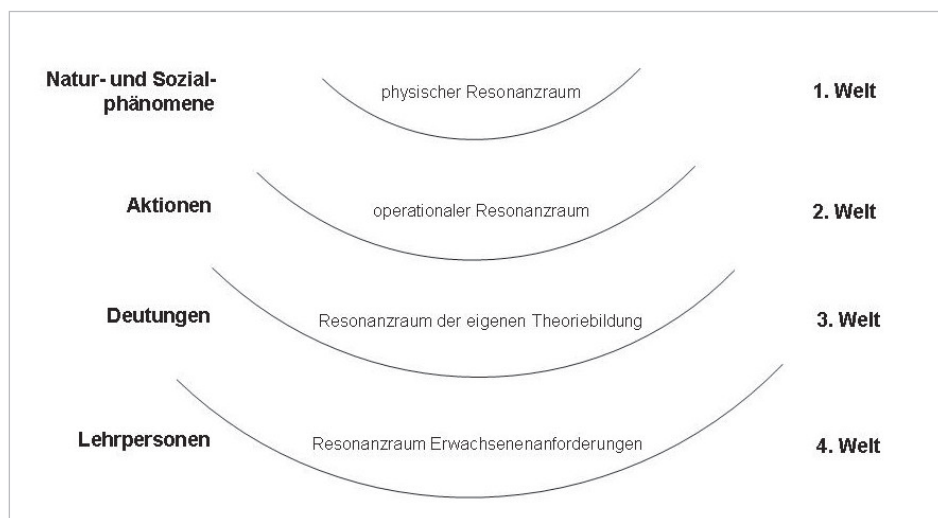 Natur- und Sozial-
phänomene
physischer Resonanzraum
1. Welt
Aktionen
operationaler Resonanzraum
2. Welt
Deutungen
Resonanzraum der eigenen Theoriebildung
3. Welt
Lehrpersonen
Resonanzraum Erwachsenenanforderungen
4. Welt